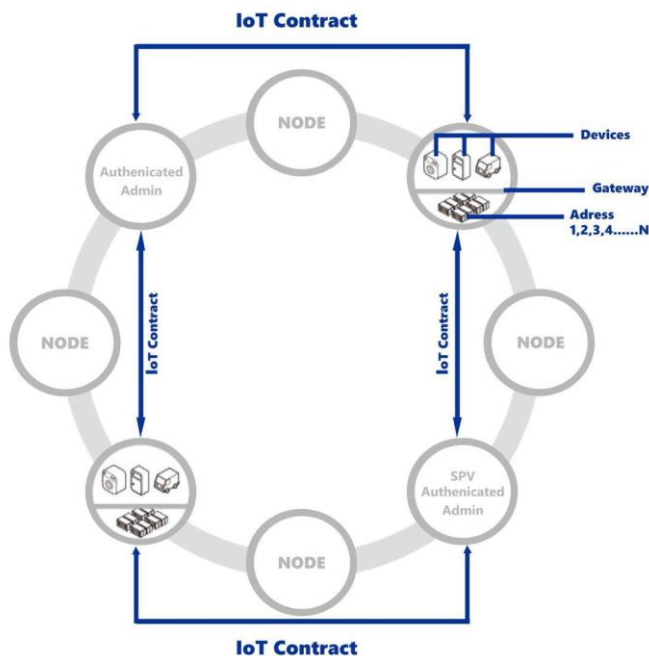 IoT Contract
NODE
Authenicated
Admin
Devices
Gateway
Adress
1,2,3,4......N
NODE
IoT Contract
IoT Contract
NODE
SPV
Authenicated
Admin
NODE
IoT Contract